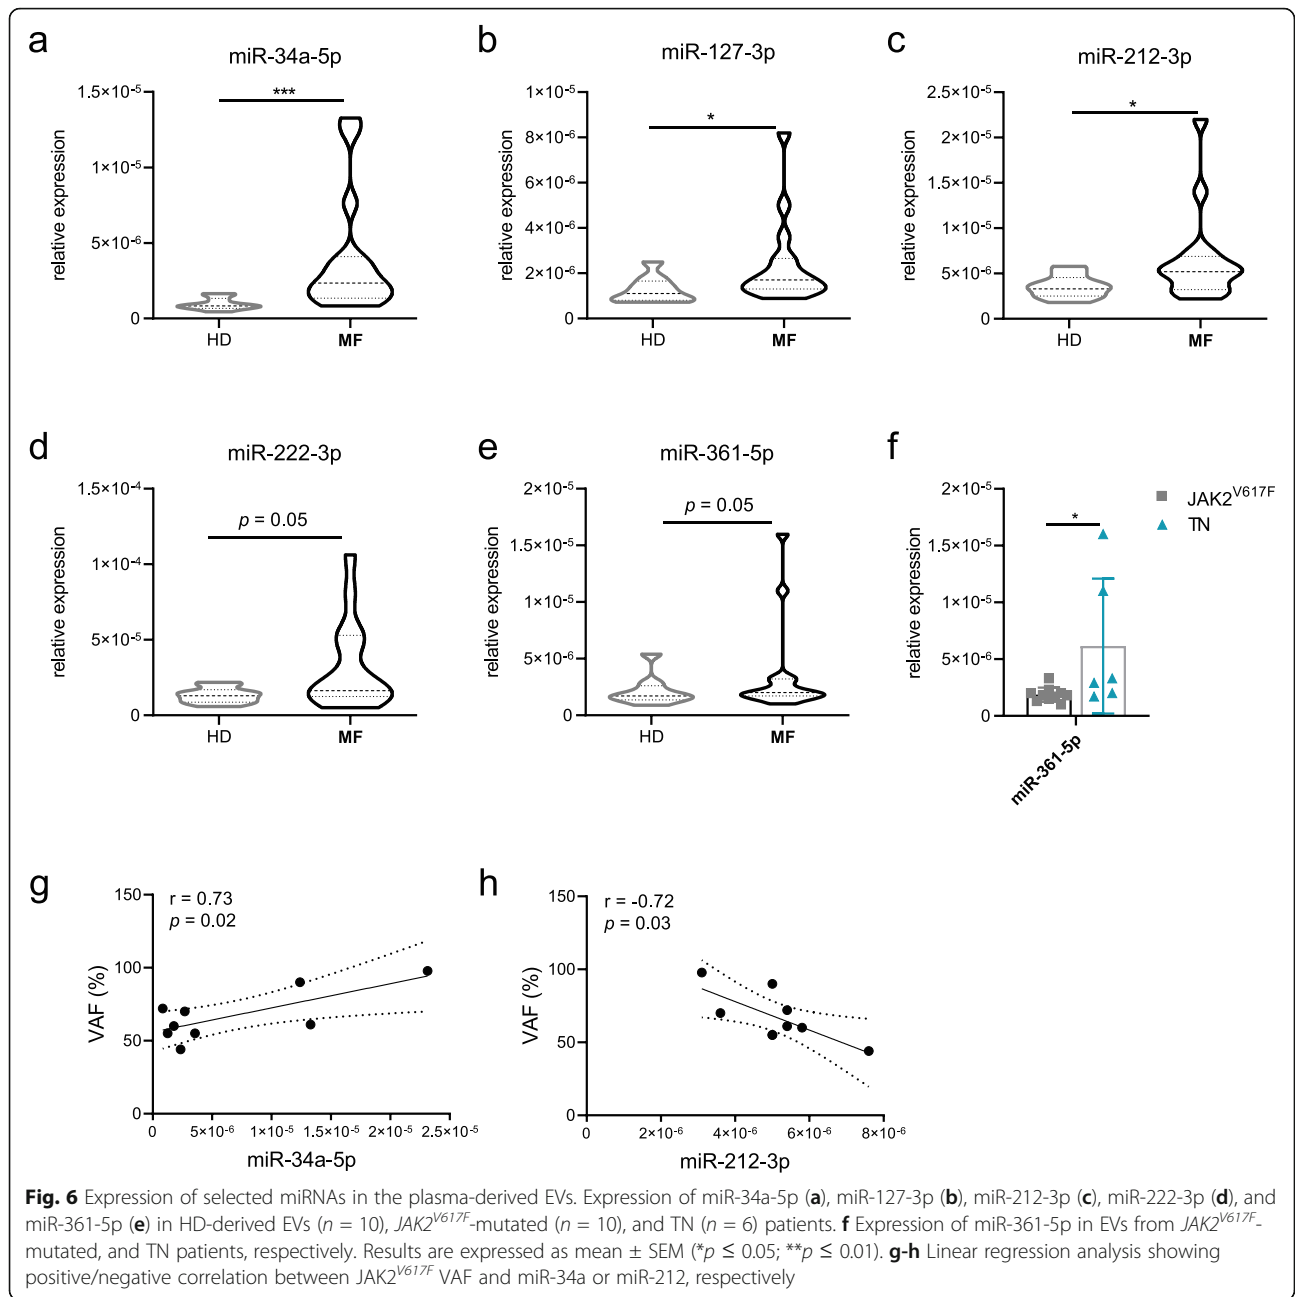 a
miR-34a-5p
relative expression
1.5×10⁻⁵
1×10⁻⁵
5×10⁻⁶
0
***
HD
MF
b
miR-127-3p
relative expression
1×10⁻⁵
8×10⁻⁶
6×10⁻⁶
4×10⁻⁶
2×10⁻⁶
0
*
HD
MF
c
miR-212-3p
relative expression
2.5×10⁻⁵
2×10⁻⁵
1.5×10⁻⁵
1×10⁻⁵
5×10⁻⁶
0
*
HD
MF
d
miR-222-3p
relative expression
1.5×10⁻⁴
1×10⁻⁴
5×10⁻⁵
0
p = 0.05
HD
MF
e
miR-361-5p
relative expression
2×10⁻⁵
1.5×10⁻⁵
1×10⁻⁵
5×10⁻⁶
0
p = 0.05
HD
MF
f
relative expression
2×10⁻⁵
1.5×10⁻⁵
1×10⁻⁵
5×10⁻⁶
0
*
miR-361-5p
JAK2ⱽ⁶¹⁷ᶠ
TN
g
VAF (%)
150
100
50
0
r = 0.73
p = 0.02
0 5×10⁻⁶ 1×10⁻⁵ 1.5×10⁻⁵ 2×10⁻⁵ 2.5×10⁻⁵
miR-34a-5p
h
VAF (%)
150
100
50
0
r = -0.72
p = 0.03
0 2×10⁻⁶ 4×10⁻⁶ 6×10⁻⁶ 8×10⁻⁶
miR-212-3p
Fig. 6 Expression of selected miRNAs in the plasma-derived EVs. Expression of miR-34a-5p (a), miR-127-3p (b), miR-212-3p (c), miR-222-3p (d), and
miR-361-5p (e) in HD-derived EVs (n = 10), JAK2ⱽ⁶¹⁷ᶠ-mutated (n = 10), and TN (n = 6) patients. f Expression of miR-361-5p in EVs from JAK2ⱽ⁶¹⁷ᶠ-
mutated, and TN patients, respectively. Results are expressed as mean ± SEM (*p ≤ 0.05; **p ≤ 0.01). g-h Linear regression analysis showing
positive/negative correlation between JAK2ⱽ⁶¹⁷ᶠ VAF and miR-34a or miR-212, respectively